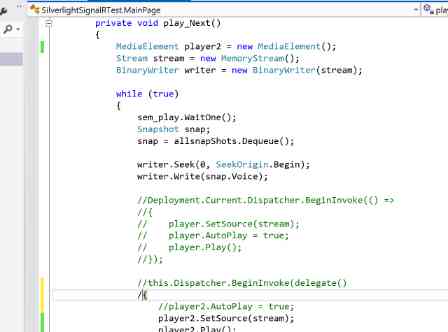 SilverlightSignalRTest.MainPage
private void play_Next()
{
MediaElement player2 = new MediaElement();
Stream stream = new MemoryStream();
BinaryWriter writer = new BinaryWriter(stream);
while (true)
{
sem_play.WaitOne();
Snapshot snap;
snap = allsnapShots.Dequeue();
writer.Seek(0, SeekOrigin.Begin);
writer.Write(snap.Voice);
//Deployment.Current.Dispatcher.BeginInvoke(() =>
//{
//    player.SetSource(stream);
//    player.AutoPlay = true;
//    player.Play();
//});
//this.Dispatcher.BeginInvoke(delegate()
/{
//player2.AutoPlay = true;
player2.SetSource(stream);
player2.Play();